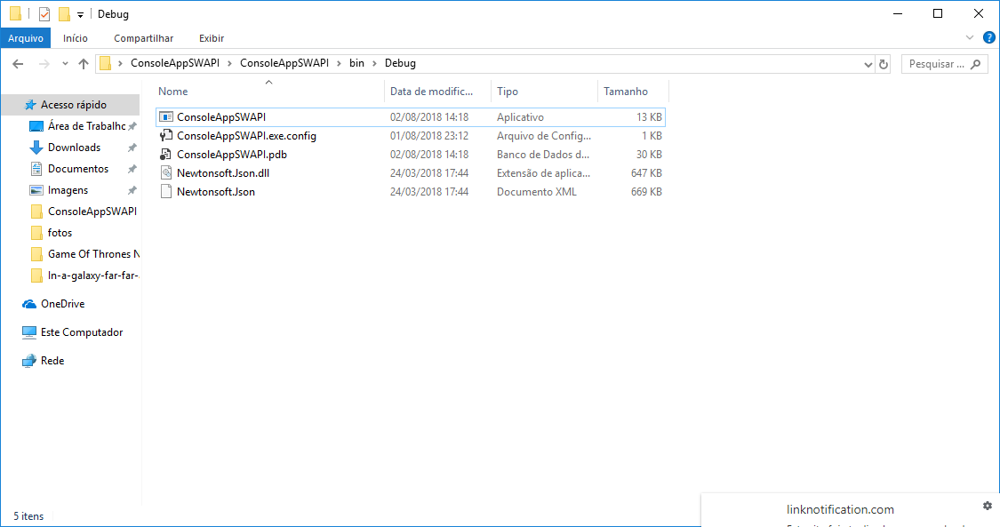 Debug
Arquivo Início Compartilhar Exibir ?
ConsoleAppSWAPI ConsoleAppSWAPI bin Debug Pesquisar ...
Nome Data de modific... Tipo Tamanho
Acesso rápido
Área de Trabalhc
Downloads
Documentos
Imagens
ConsoleAppSWAPI
fotos
Game Of Thrones N
In-a-galaxy-far-far-
OneDrive
Este Computador
Rede
ConsoleAppSWAPI 02/08/2018 14:18 Aplicativo 13 KB
ConsoleAppSWAPI.exe.config 01/08/2018 23:12 Arquivo de Config... 1 KB
ConsoleAppSWAPI.pdb 02/08/2018 14:18 Banco de Dados d... 30 KB
Newtonsoft.Json.dll 24/03/2018 17:44 Extensão de aplica... 647 KB
Newtonsoft.Json 24/03/2018 17:44 Documento XML 669 KB
5 itens
linknotification.com